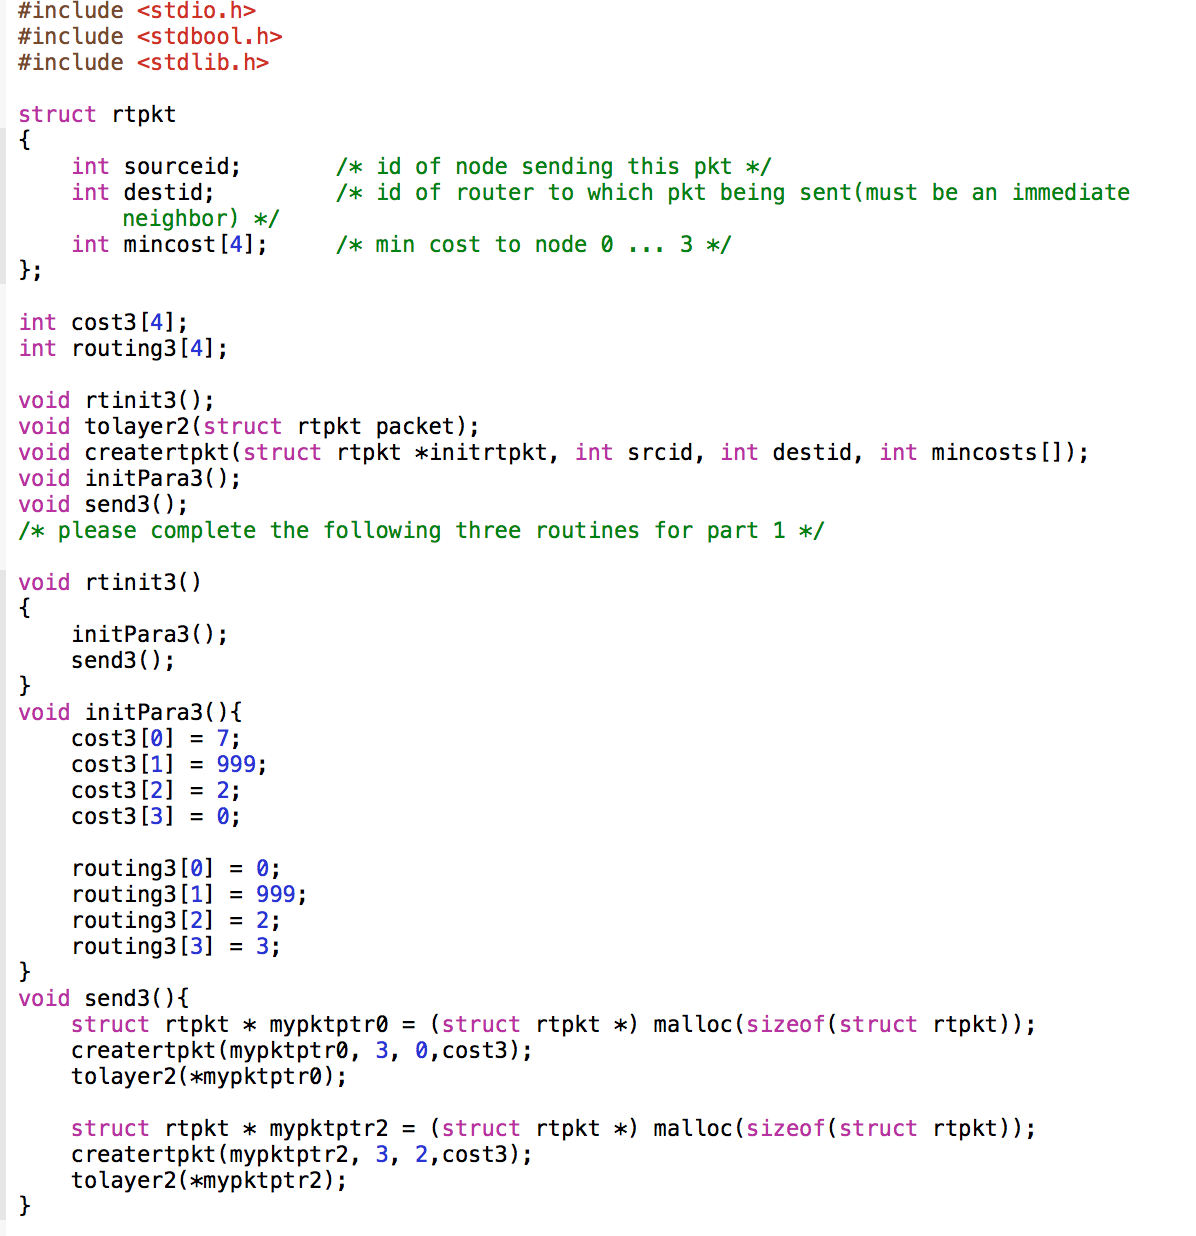 #include <stdio.h>
#include <stdbool.h>
#include <stdlib.h>

struct rtpkt
{
    int sourceid;       /* id of node sending this pkt */
    int destid;         /* id of router to which pkt being sent(must be an immediate
        neighbor) */
    int mincost[4];     /* min cost to node 0 ... 3 */
};

int cost3[4];
int routing3[4];

void rtinit3();
void tolayer2(struct rtpkt packet);
void creatertpkt(struct rtpkt *initrtpkt, int srcid, int destid, int mincosts[]);
void initPara3();
void send3();
/* please complete the following three routines for part 1 */

void rtinit3()
{
    initPara3();
    send3();
}
void initPara3(){
    cost3[0] = 7;
    cost3[1] = 999;
    cost3[2] = 2;
    cost3[3] = 0;

    routing3[0] = 0;
    routing3[1] = 999;
    routing3[2] = 2;
    routing3[3] = 3;
}
void send3(){
    struct rtpkt * mypktptr0 = (struct rtpkt *) malloc(sizeof(struct rtpkt));
    creatertpkt(mypktptr0, 3, 0,cost3);
    tolayer2(*mypktptr0);

    struct rtpkt * mypktptr2 = (struct rtpkt *) malloc(sizeof(struct rtpkt));
    creatertpkt(mypktptr2, 3, 2,cost3);
    tolayer2(*mypktptr2);
}